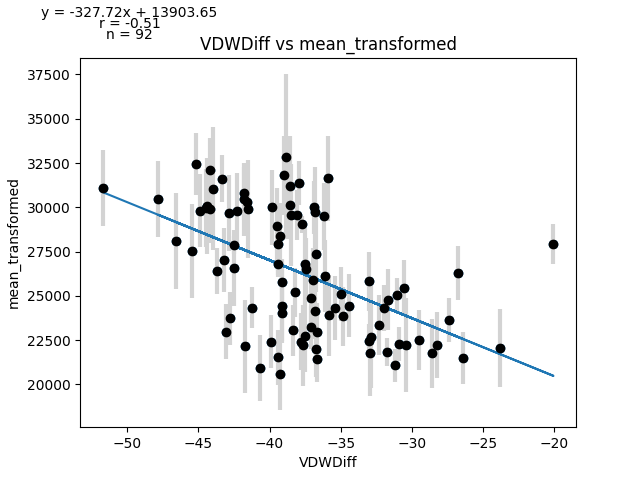 y = -327.72x + 13903.65
r = -0.51
n = 92
VDWDiff vs mean_transformed
37500
35000
32500
30000
27500
25000
22500
20000
mean_transformed
−50 −45 −40 −35 −30 −25 −20
VDWDiff